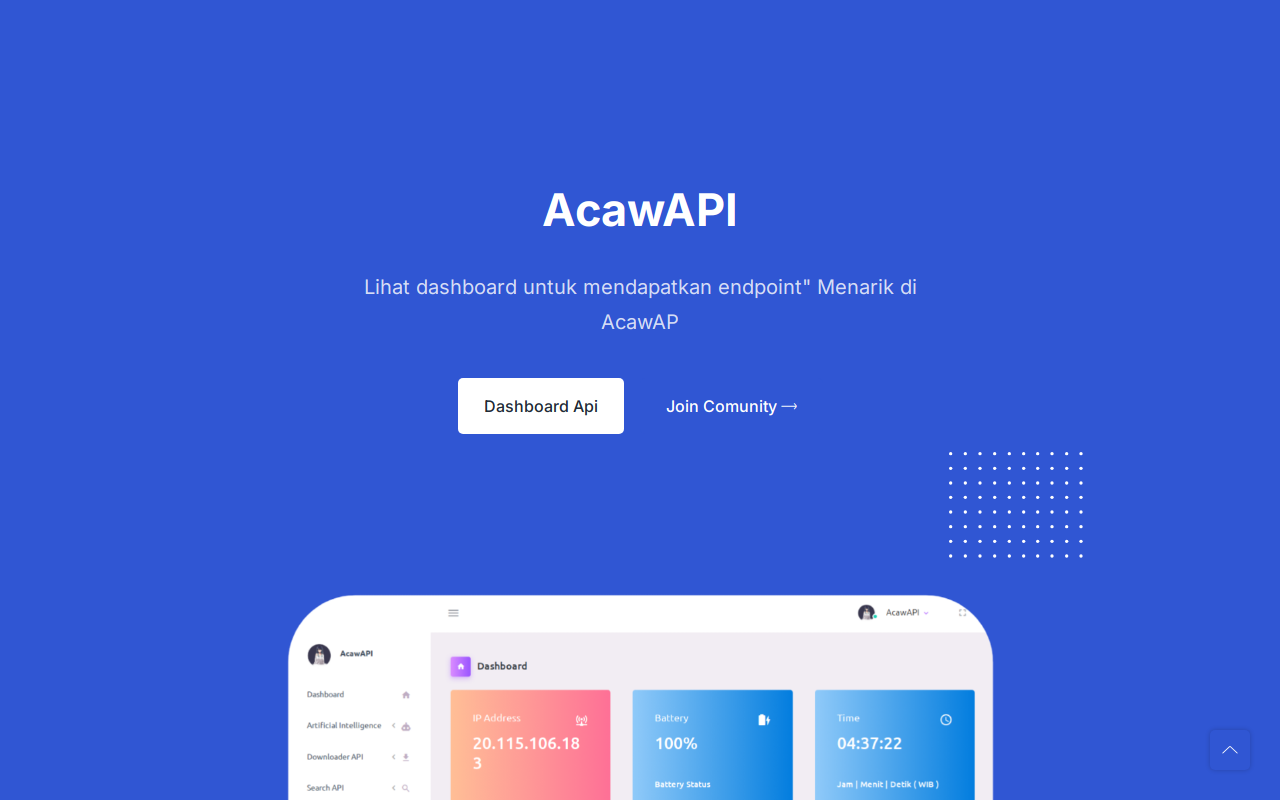 AcawAPI
Lihat dashboard untuk mendapatkan endpoint" Menarik di
AcawAP
Dashboard Api
Join Comunity
AcawAPI
AcawAPI
Dashboard
Artificial Intelligence
Downloader API
Search API
Dashboard
IP Address
20.115.106.18
3
Battery
100%
Battery Status
Time
04:37:22
Jam | Menit | Detik ( WIB )